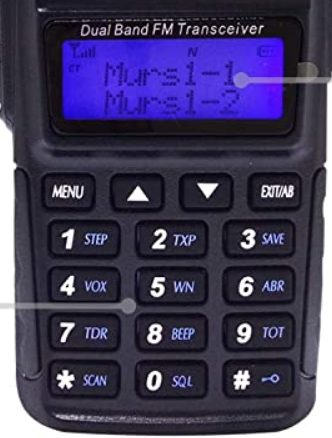 Dual Band FM Transceiver
N
CT
Murs1-1
Murs1-2
MENU EXIT/AB
1 STEP 2 TXP 3 SAVE
4 VOX 5 WN 6 ABR
7 TDR 8 BEEP 9 TOT
* SCAN 0 SQL #